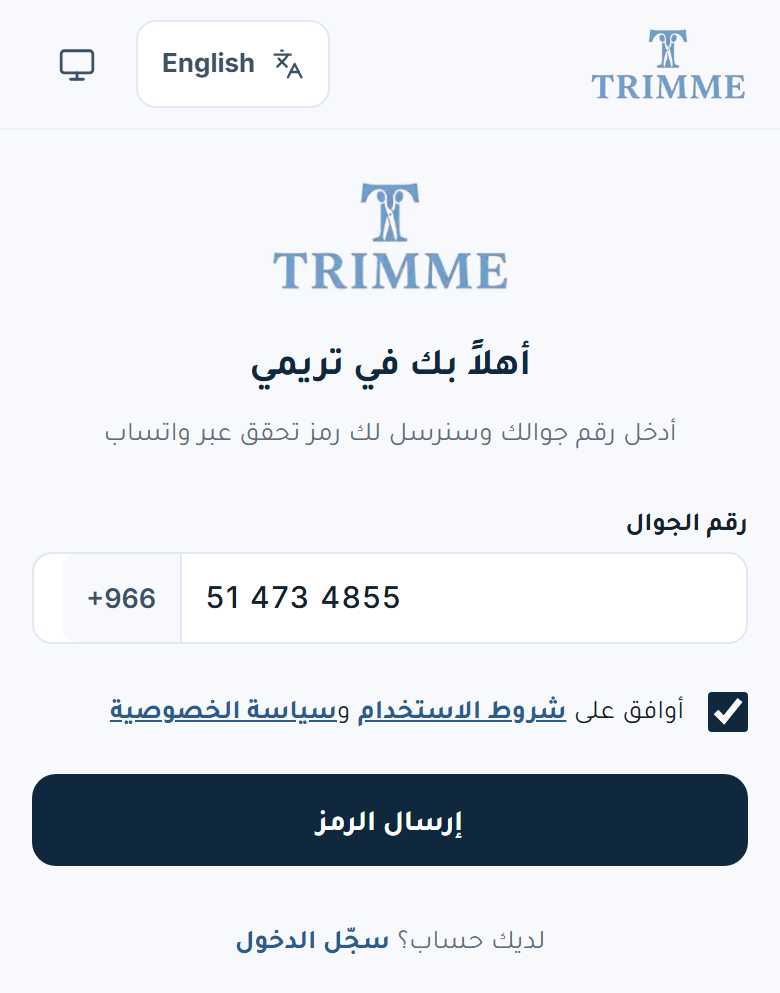 TRIMME
English
TRIMME
أهلاً بك في تريمي
أدخل رقم جوالك وسنرسل لك رمز تحقق عبر واتساب
رقم الجوال
+966 51 473 4855
أوافق على شروط الاستخدام وسياسة الخصوصية
إرسال الرمز
لديك حساب؟ سجّل الدخول